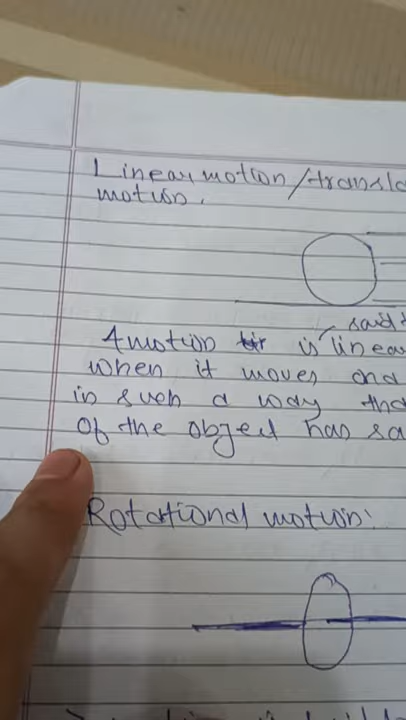 Linear motion/transla
motion.
said t
A motion is linear
when it moves and
in such a way tha
of the object has sa
Rotational motion: